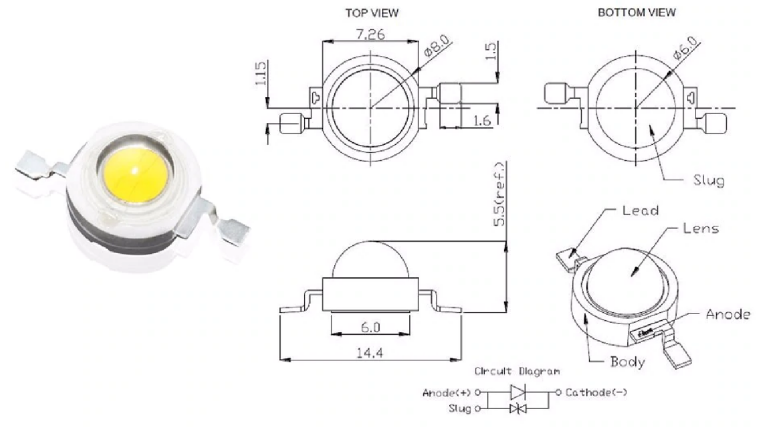 TOP VIEW
BOTTOM VIEW
7.26
Ø8.0
1.5
1.15
1.6
Ø6.0
Slug
5.5(ref.)
6.0
14.4
Lead
Lens
Anode
Body
Circuit Diagram
Anode(+)
Cathode(-)
Slug